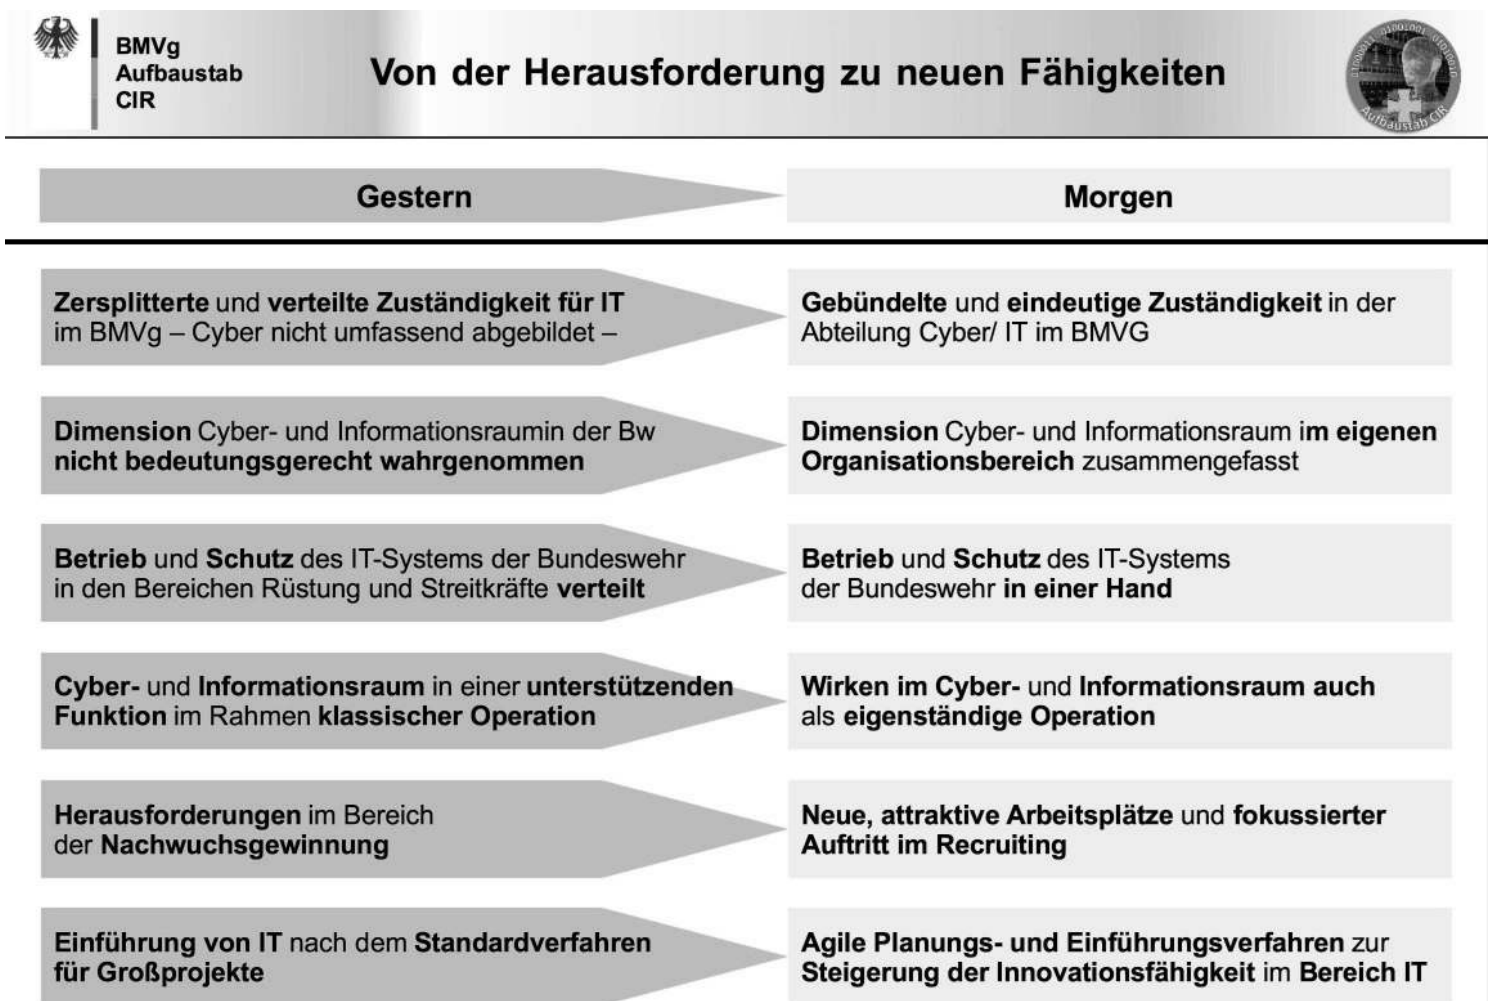 BMVg
Aufbaustab
CIR
Von der Herausforderung zu neuen Fähigkeiten
01000011 01001001 01010010
Aufbaustab CIR
Gestern
Morgen
Zersplitterte und verteilte Zuständigkeit für IT
im BMVg – Cyber nicht umfassend abgebildet –
Gebündelte und eindeutige Zuständigkeit in der
Abteilung Cyber/ IT im BMVG
Dimension Cyber- und Informationsraumin der Bw
nicht bedeutungsgerecht wahrgenommen
Dimension Cyber- und Informationsraum im eigenen
Organisationsbereich zusammengefasst
Betrieb und Schutz des IT-Systems der Bundeswehr
in den Bereichen Rüstung und Streitkräfte verteilt
Betrieb und Schutz des IT-Systems
der Bundeswehr in einer Hand
Cyber- und Informationsraum in einer unterstützenden
Funktion im Rahmen klassischer Operation
Wirken im Cyber- und Informationsraum auch
als eigenständige Operation
Herausforderungen im Bereich
der Nachwuchsgewinnung
Neue, attraktive Arbeitsplätze und fokussierter
Auftritt im Recruiting
Einführung von IT nach dem Standardverfahren
für Großprojekte
Agile Planungs- und Einführungsverfahren zur
Steigerung der Innovationsfähigkeit im Bereich IT